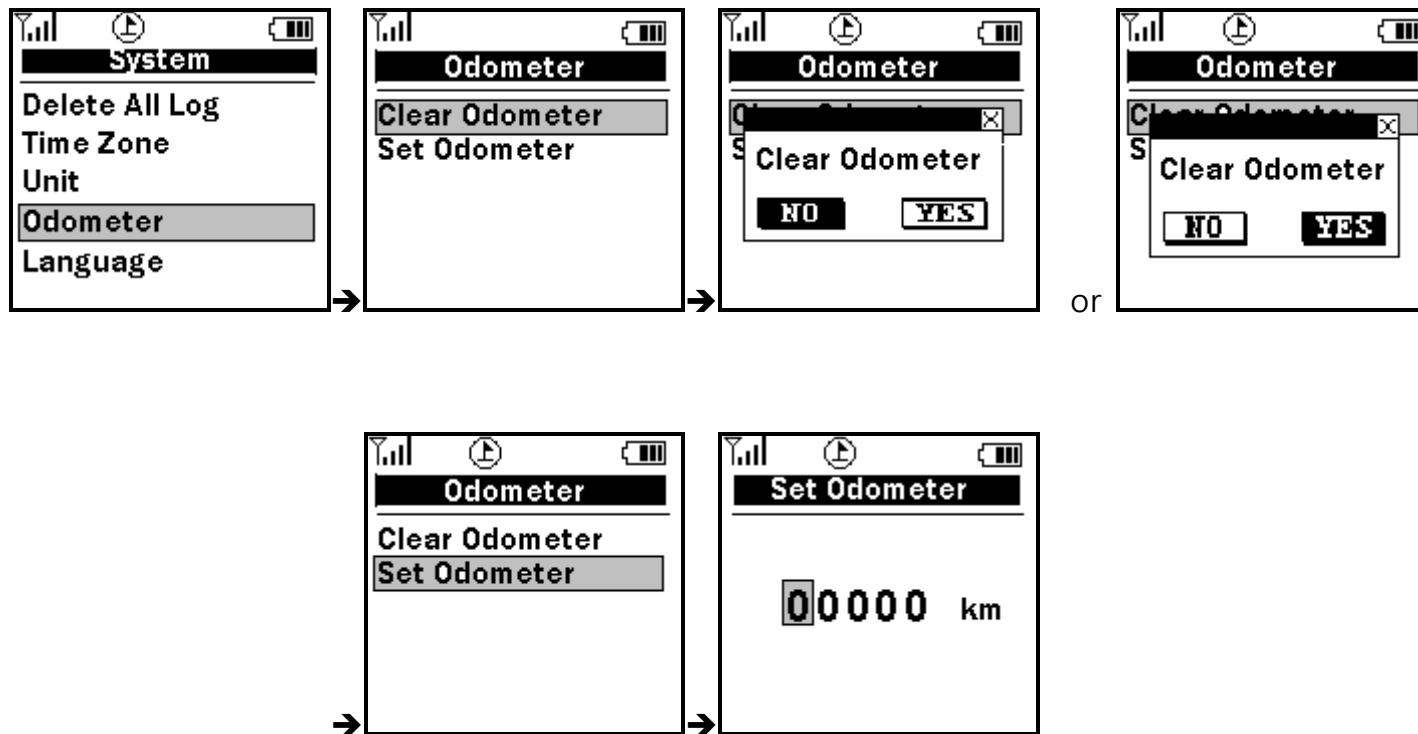 System
Delete All Log
Time Zone
Unit
Odometer
Language
Odometer
Clear Odometer
Set Odometer
Odometer
Clear Odometer
NO YES
or
Odometer
Clear Odometer
NO YES
Odometer
Clear Odometer
Set Odometer
Set Odometer
00000 km